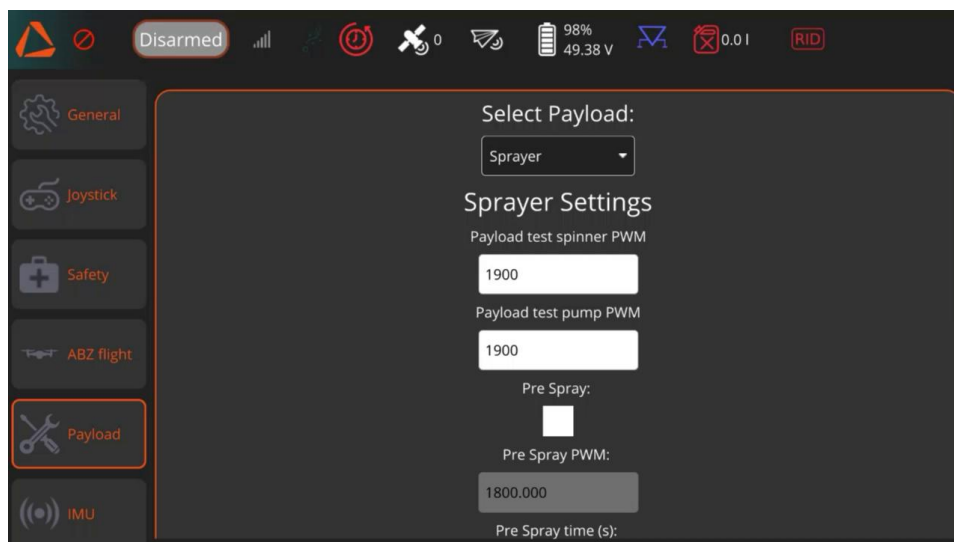 Disarmed
0
98%
49.38 V
0.0 l
RID
General
Joystick
Safety
ABZ flight
Payload
IMU
Select Payload:
Sprayer
Sprayer Settings
Payload test spinner PWM
1900
Payload test pump PWM
1900
Pre Spray:
Pre Spray PWM:
1800.000
Pre Spray time (s):